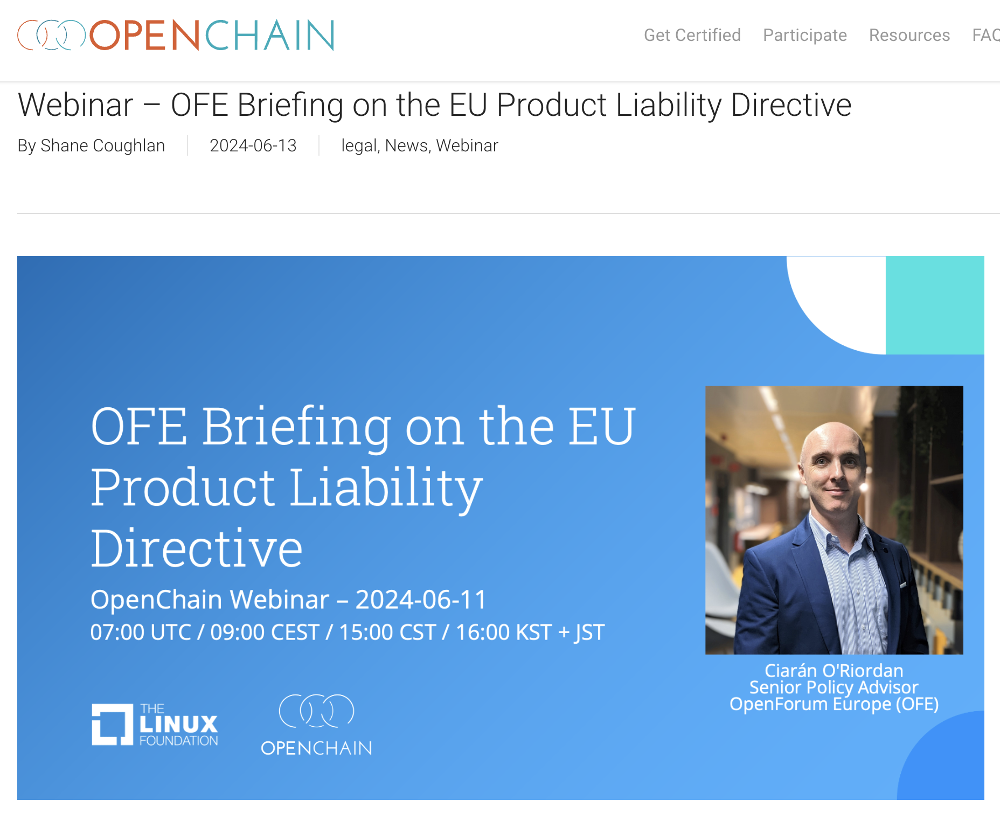 OPENCHAIN
Get Certified Participate Resources FAQ
Webinar – OFE Briefing on the EU Product Liability Directive
By Shane Coughlan 2024-06-13 legal, News, Webinar
OFE Briefing on the EU
Product Liability
Directive
OpenChain Webinar – 2024-06-11
07:00 UTC / 09:00 CEST / 15:00 CST / 16:00 KST + JST
Ciarán O'Riordan
Senior Policy Advisor
OpenForum Europe (OFE)
THE
LINUX
FOUNDATION
OPENCHAIN